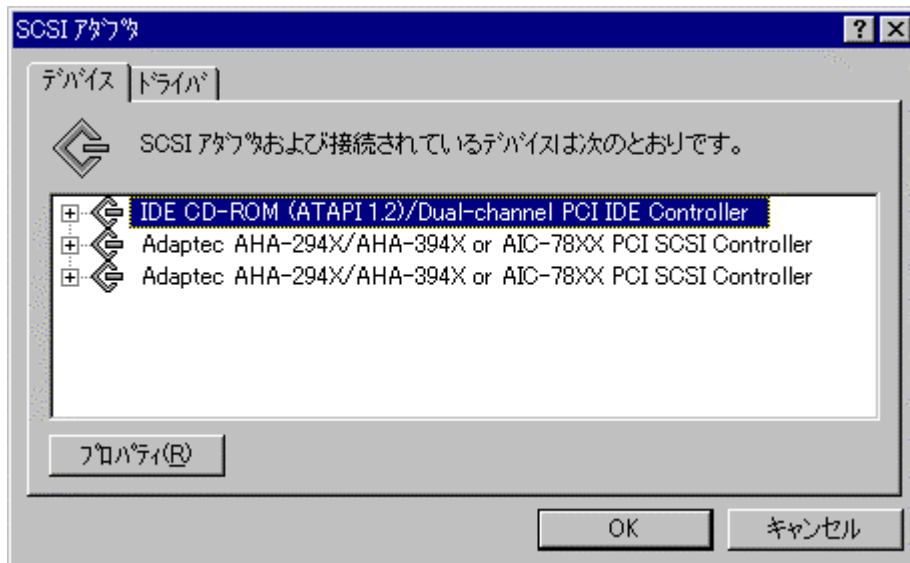 SCSI ｱﾀﾞﾌﾟﾀ
ﾃﾞﾊﾞｲｽ
ﾄﾞﾗｲﾊﾞ
SCSI ｱﾀﾞﾌﾟﾀおよび接続されているﾃﾞﾊﾞｲｽは次のとおりです。
IDE CD-ROM (ATAPI 1.2)/Dual-channel PCI IDE Controller
Adaptec AHA-294X/AHA-394X or AIC-78XX PCI SCSI Controller
Adaptec AHA-294X/AHA-394X or AIC-78XX PCI SCSI Controller
ﾌﾟﾛﾊﾟﾃｨ(R)
OK
キャンセル